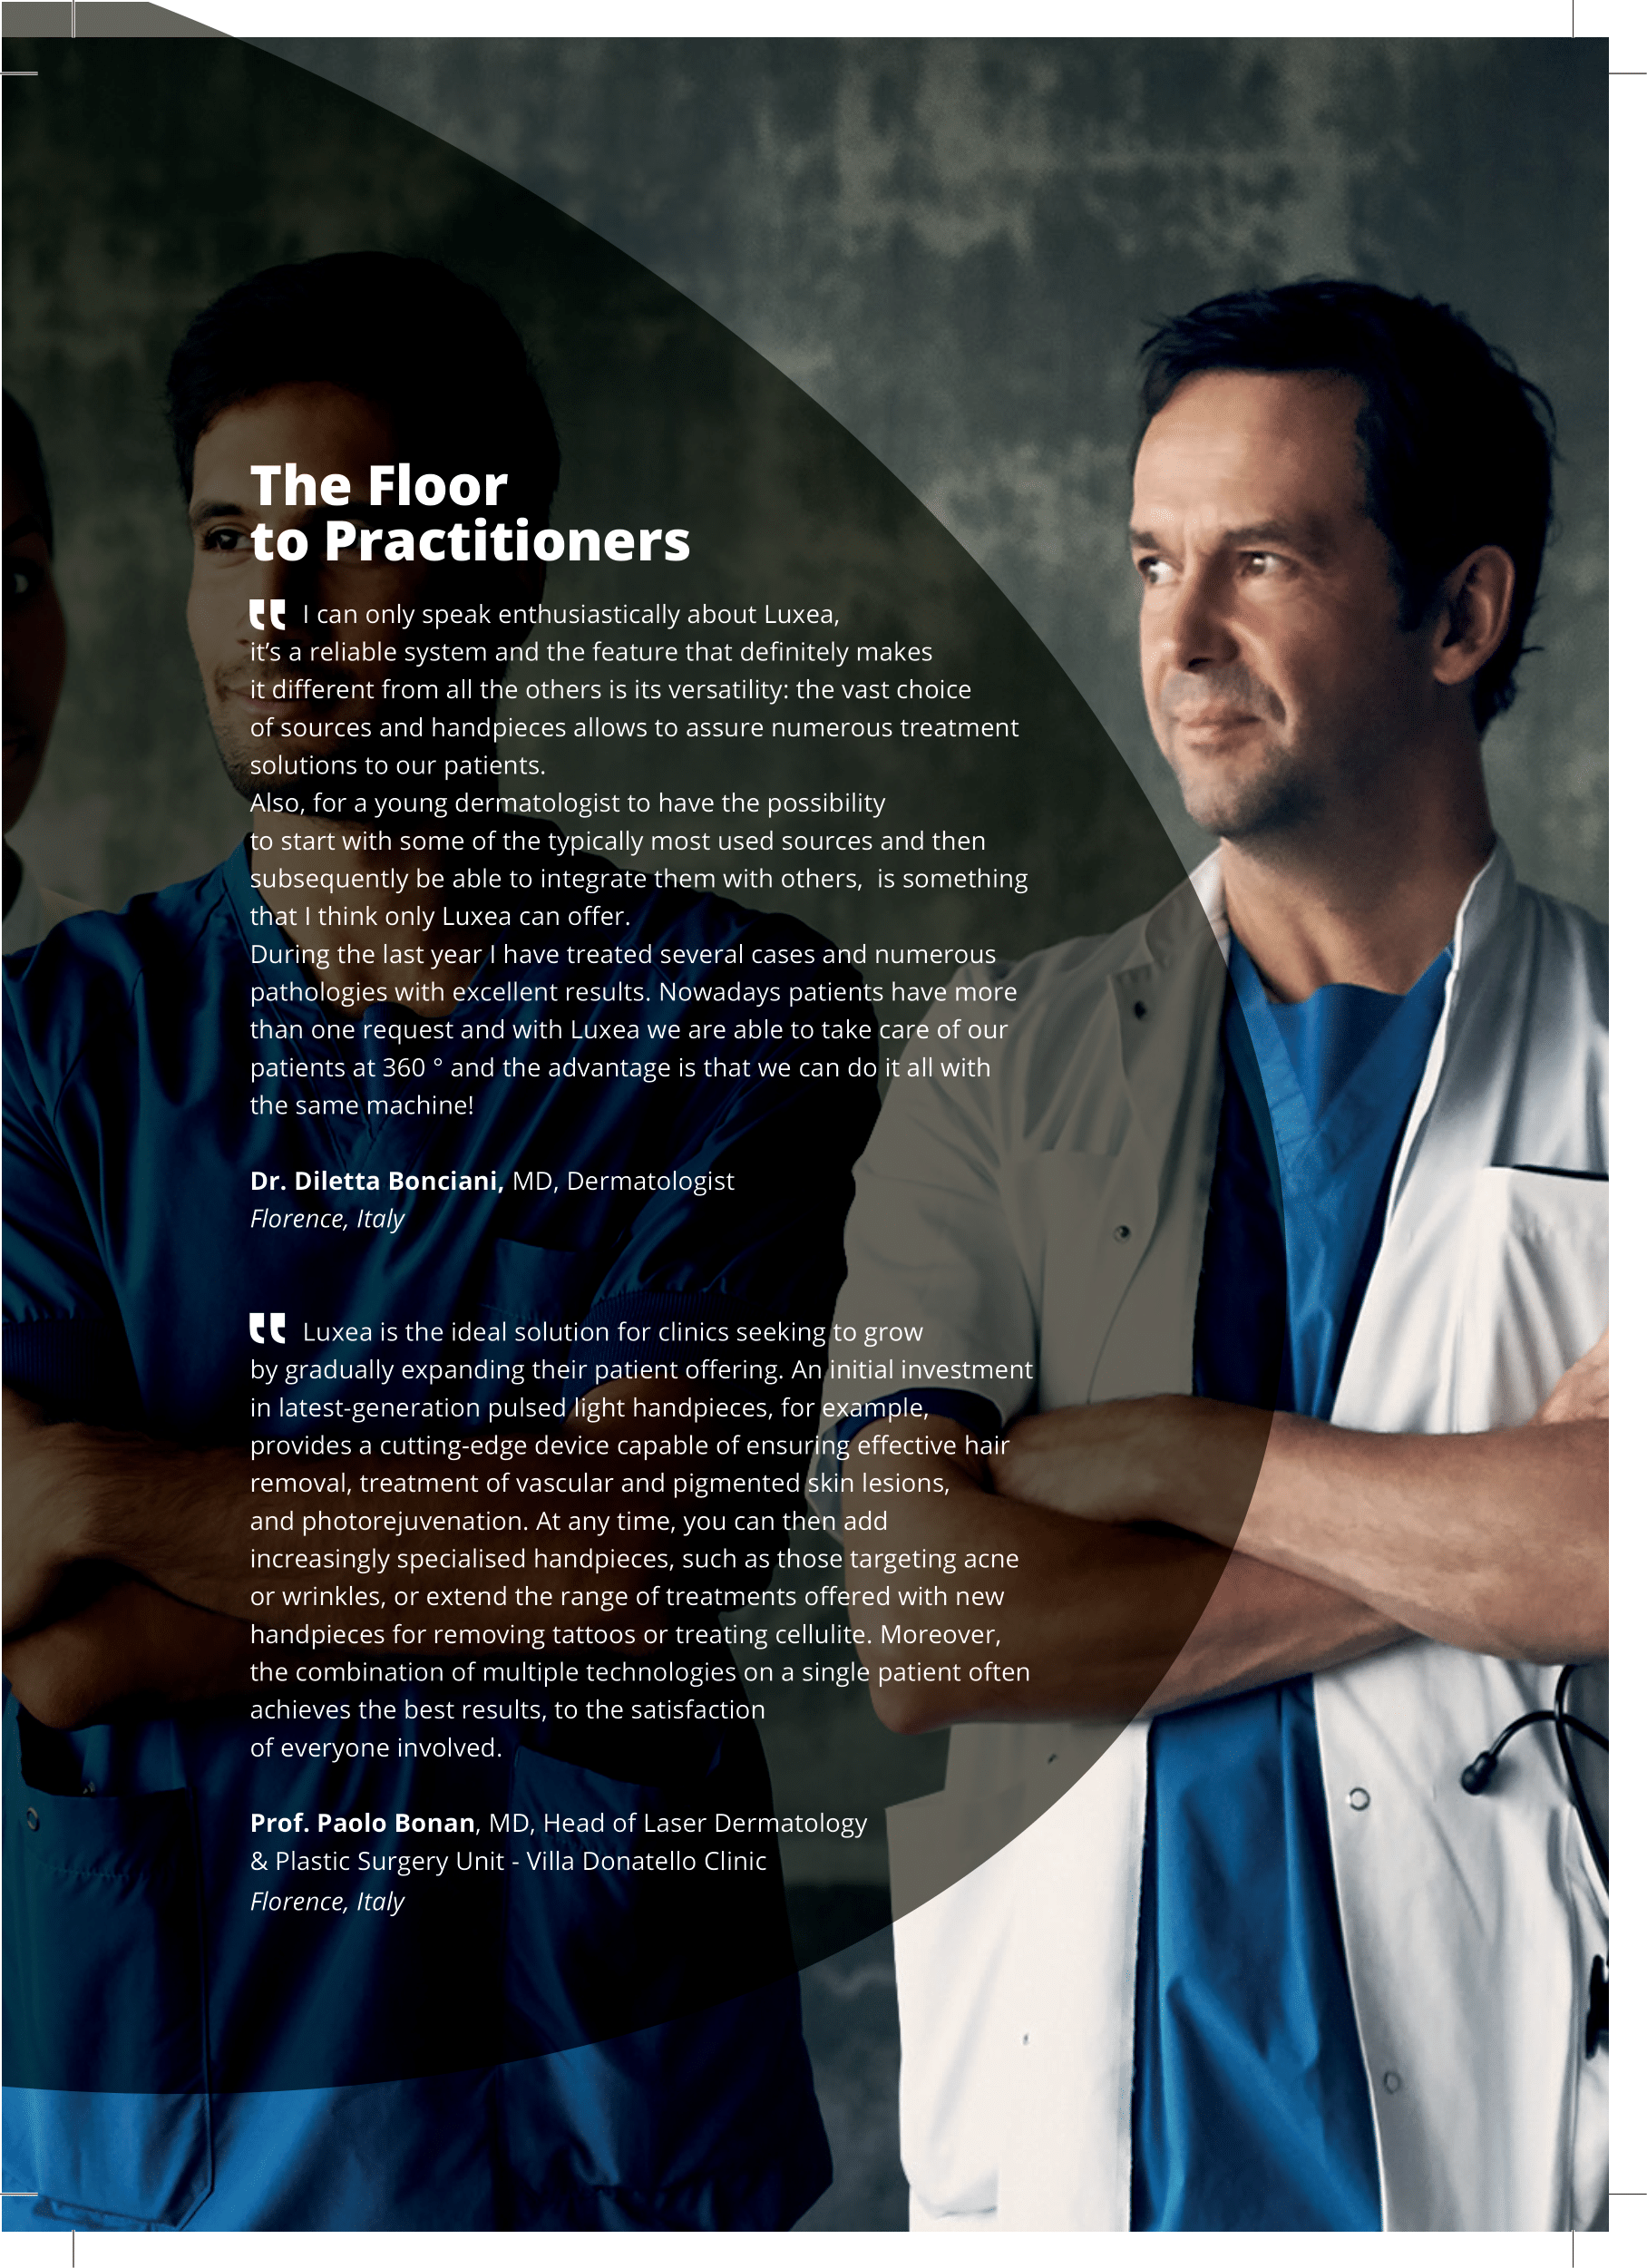 The Floor
to Practitioners
“ I can only speak enthusiastically about Luxea,
it’s a reliable system and the feature that definitely makes
it different from all the others is its versatility: the vast choice
of sources and handpieces allows to assure numerous treatment
solutions to our patients.
Also, for a young dermatologist to have the possibility
to start with some of the typically most used sources and then
subsequently be able to integrate them with others,  is something
that I think only Luxea can offer.
During the last year I have treated several cases and numerous
pathologies with excellent results. Nowadays patients have more
than one request and with Luxea we are able to take care of our
patients at 360 ° and the advantage is that we can do it all with
the same machine!
Dr. Diletta Bonciani, MD, Dermatologist
Florence, Italy
“ Luxea is the ideal solution for clinics seeking to grow
by gradually expanding their patient offering. An initial investment
in latest-generation pulsed light handpieces, for example,
provides a cutting-edge device capable of ensuring effective hair
removal, treatment of vascular and pigmented skin lesions,
and photorejuvenation. At any time, you can then add
increasingly specialised handpieces, such as those targeting acne
or wrinkles, or extend the range of treatments offered with new
handpieces for removing tattoos or treating cellulite. Moreover,
the combination of multiple technologies on a single patient often
achieves the best results, to the satisfaction
of everyone involved.
Prof. Paolo Bonan, MD, Head of Laser Dermatology
& Plastic Surgery Unit - Villa Donatello Clinic
Florence, Italy